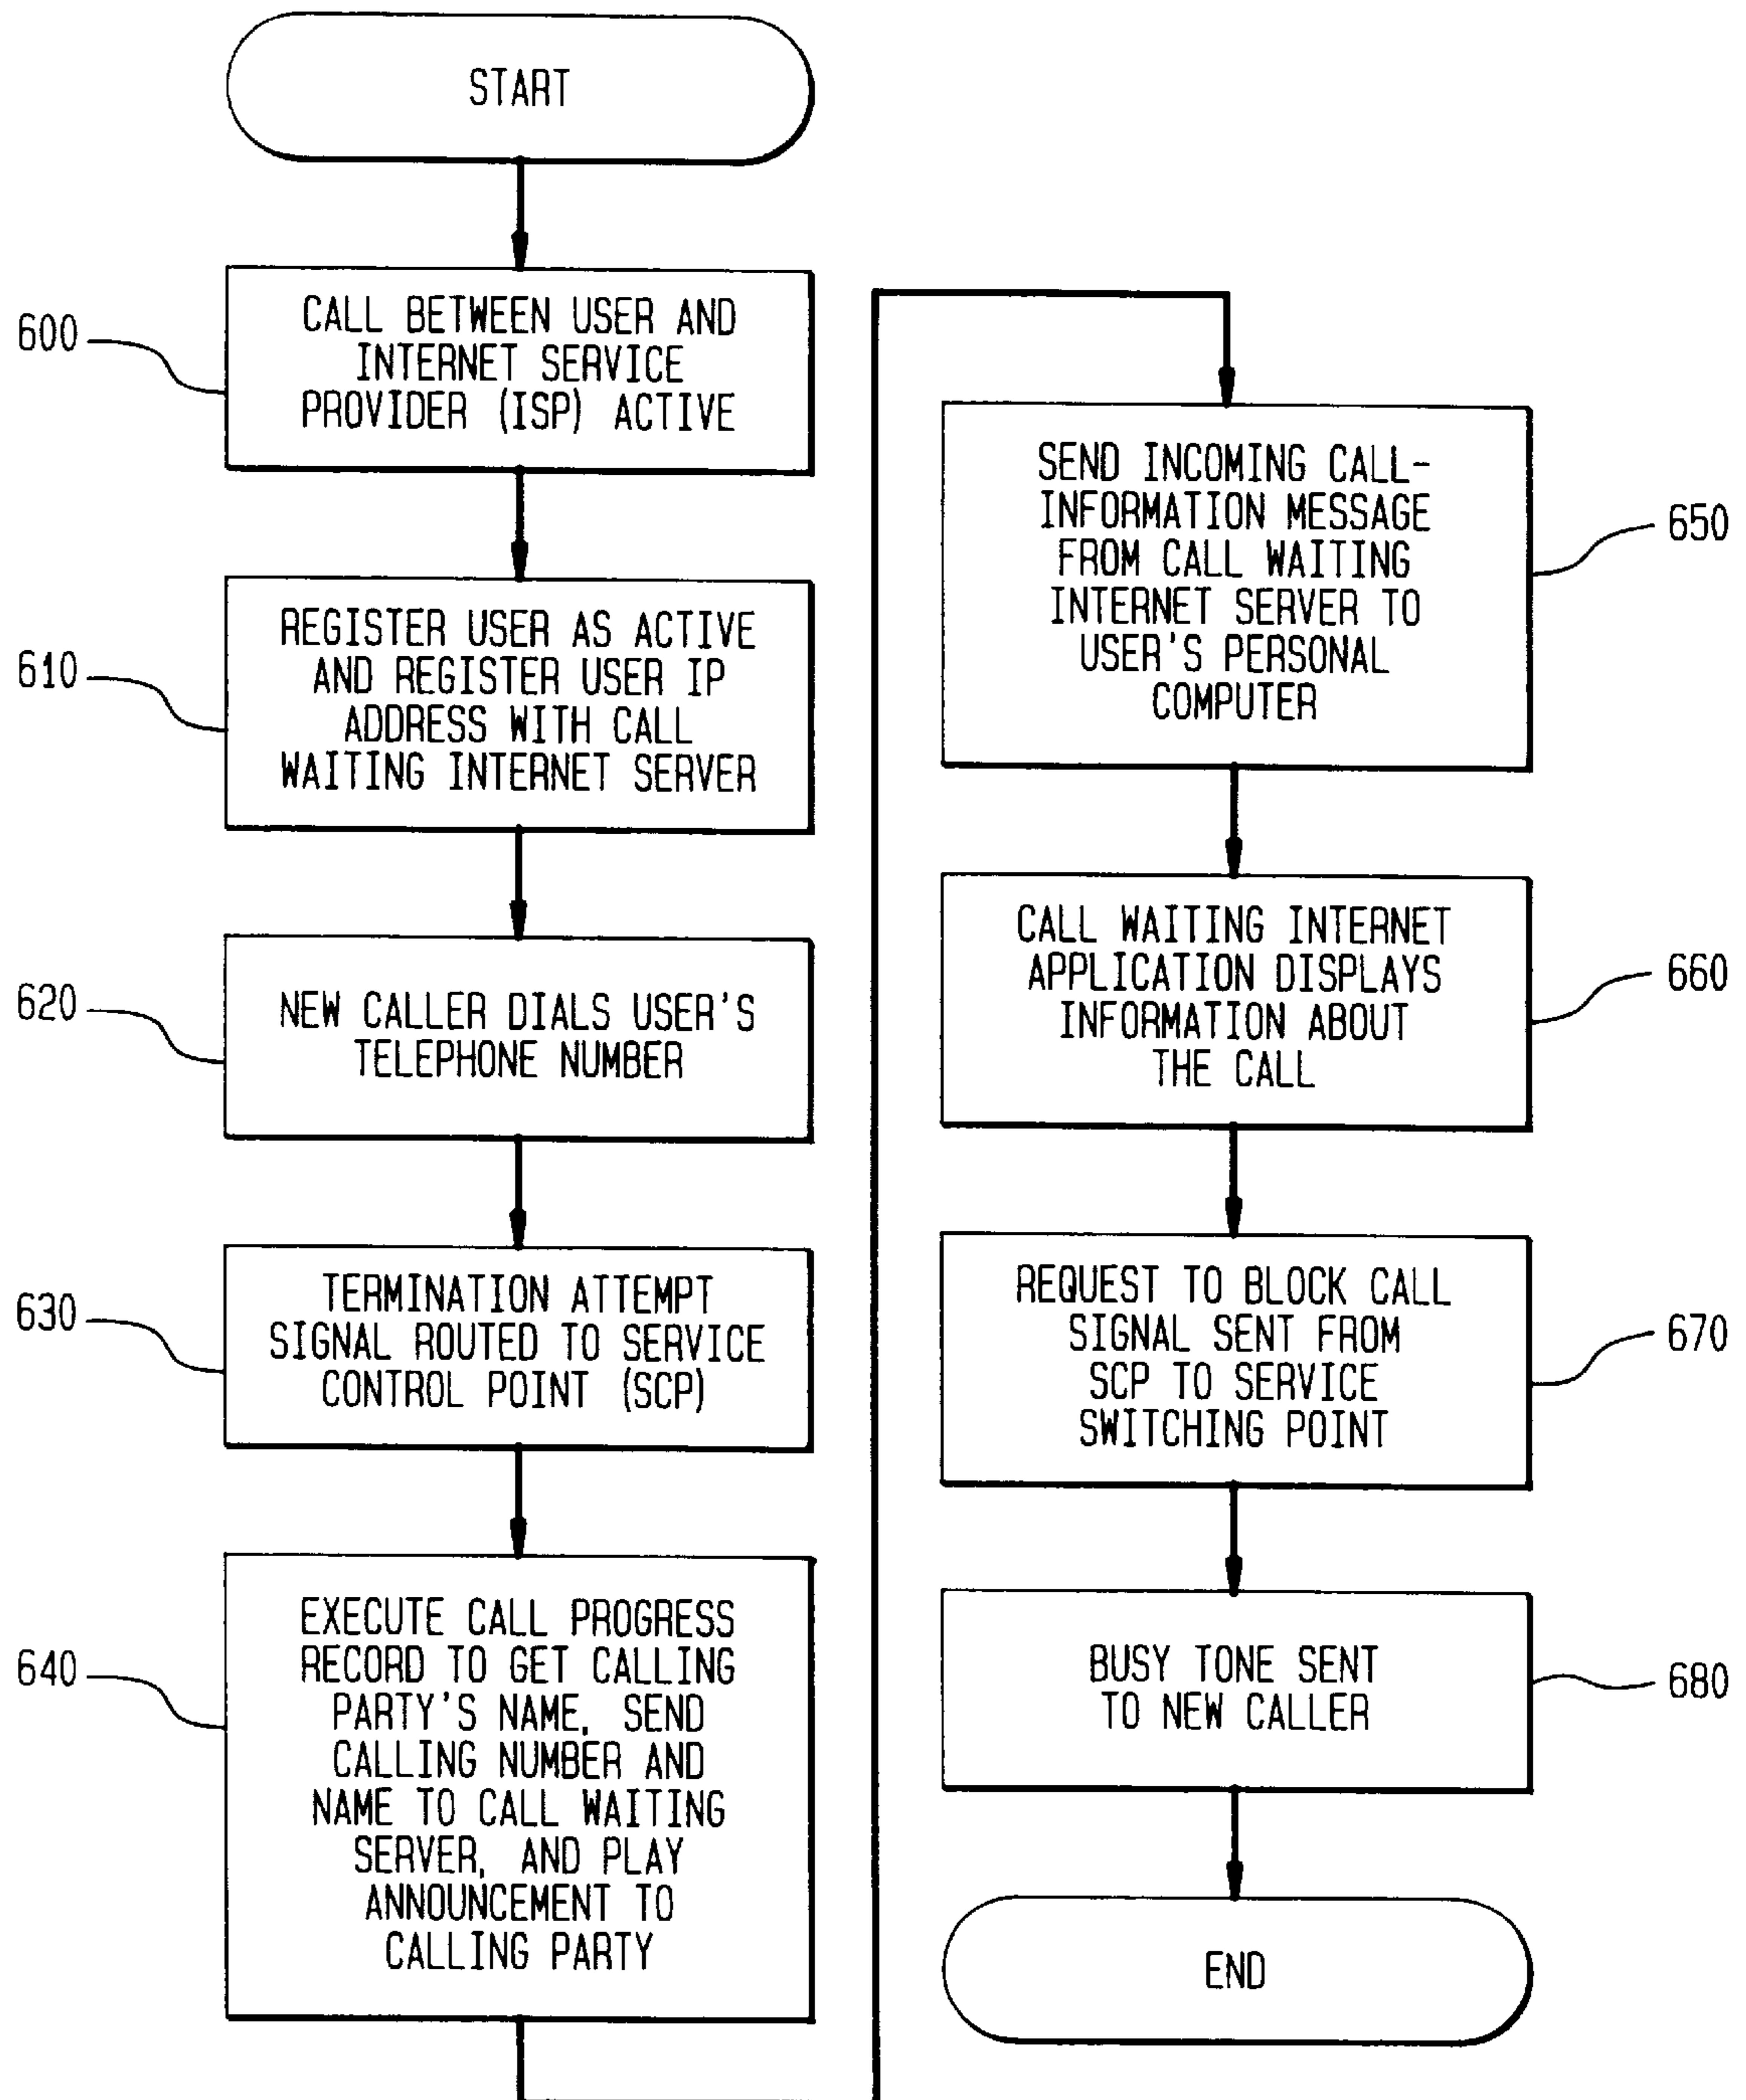 START
600
CALL BETWEEN USER AND
INTERNET SERVICE
PROVIDER (ISP) ACTIVE
610
REGISTER USER AS ACTIVE
AND REGISTER USER IP
ADDRESS WITH CALL
WAITING INTERNET SERVER
620
NEW CALLER DIALS USER'S
TELEPHONE NUMBER
630
TERMINATION ATTEMPT
SIGNAL ROUTED TO SERVICE
CONTROL POINT (SCP)
640
EXECUTE CALL PROGRESS
RECORD TO GET CALLING
PARTY'S NAME, SEND
CALLING NUMBER AND
NAME TO CALL WAITING
SERVER, AND PLAY
ANNOUNCEMENT TO
CALLING PARTY
SEND INCOMING CALL-
INFORMATION MESSAGE
FROM CALL WAITING
INTERNET SERVER TO
USER'S PERSONAL
COMPUTER
650
CALL WAITING INTERNET
APPLICATION DISPLAYS
INFORMATION ABOUT
THE CALL
660
REQUEST TO BLOCK CALL
SIGNAL SENT FROM
SCP TO SERVICE
SWITCHING POINT
670
BUSY TONE SENT
TO NEW CALLER
680
END